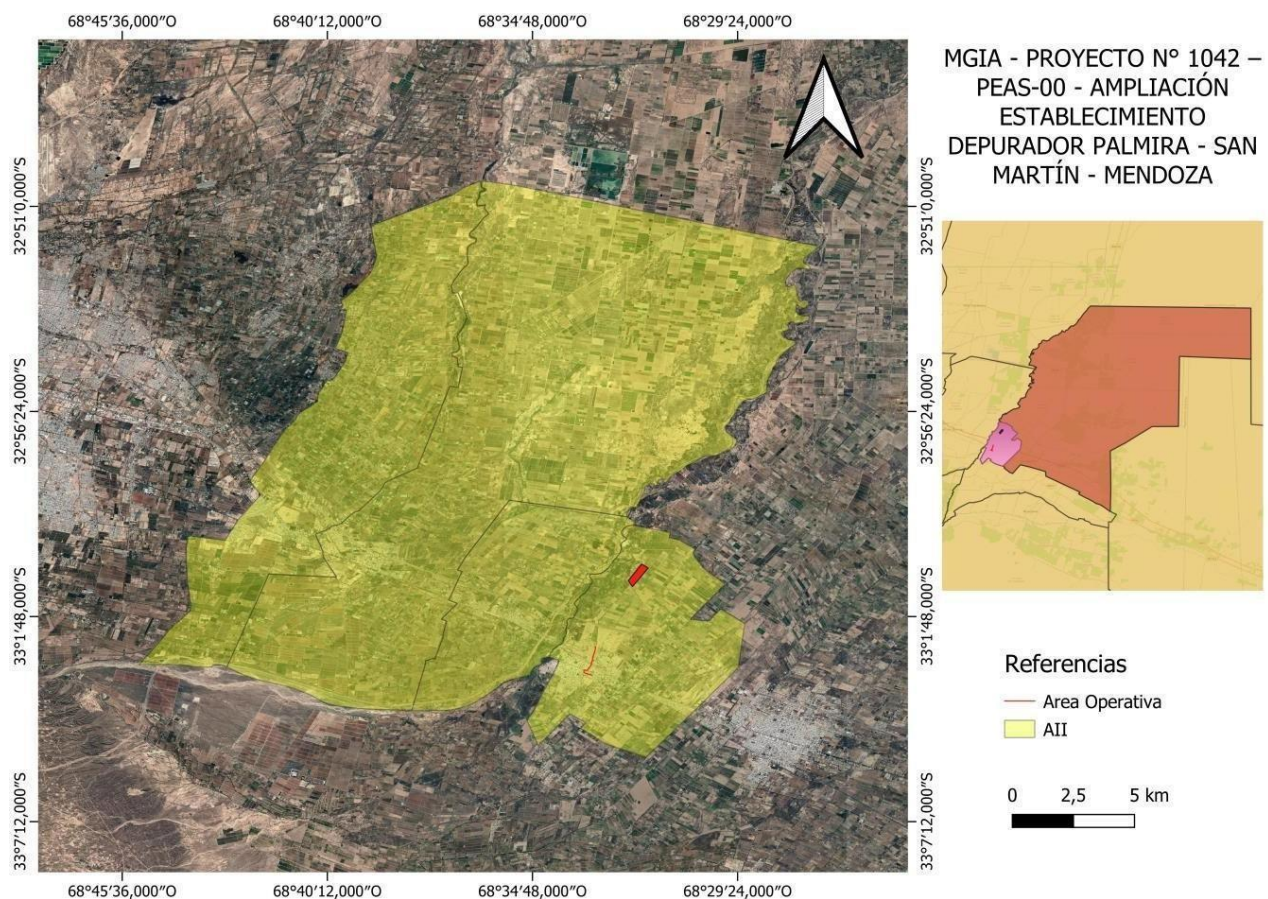 68°45'36,000"O
68°40'12,000"O
68°34'48,000"O
68°29'24,000"O
MGIA - PROYECTO N° 1042 –
PEAS-00 - AMPLIACIÓN
ESTABLECIMIENTO
DEPURADOR PALMIRA - SAN
MARTÍN - MENDOZA
32°51'0,000"S
32°51'0,000"S
32°56'24,000"S
32°56'24,000"S
33°1'48,000"S
33°1'48,000"S
33°7'12,000"S
33°7'12,000"S
Referencias
Area Operativa
AII
0 2,5 5 km
68°45'36,000"O
68°40'12,000"O
68°34'48,000"O
68°29'24,000"O